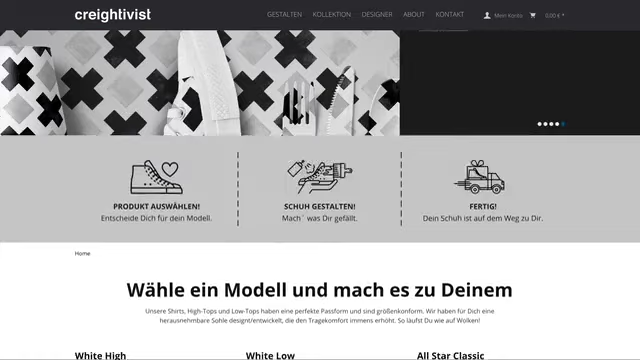 creightivist
GESTALTEN KOLLEKTION DESIGNER ABOUT KONTAKT
Mein Konto 0,00 € *
PRODUKT AUSWÄHLEN!
Entscheide Dich für dein Modell.
SCHUH GESTALTEN!
Mach´ was Dir gefällt.
FERTIG!
Dein Schuh ist auf dem Weg zu Dir.
Home
Wähle ein Modell und mach es zu Deinem
Unsere Shirts, High-Tops und Low-Tops haben eine perfekte Passform und sind größenkonform. Wir haben für Dich eine
herausnehmbare Sohle designt/entwickelt, die den Tragekomfort immens erhöht. So läufst Du wie auf Wolken!
White High
White Low
All Star Classic